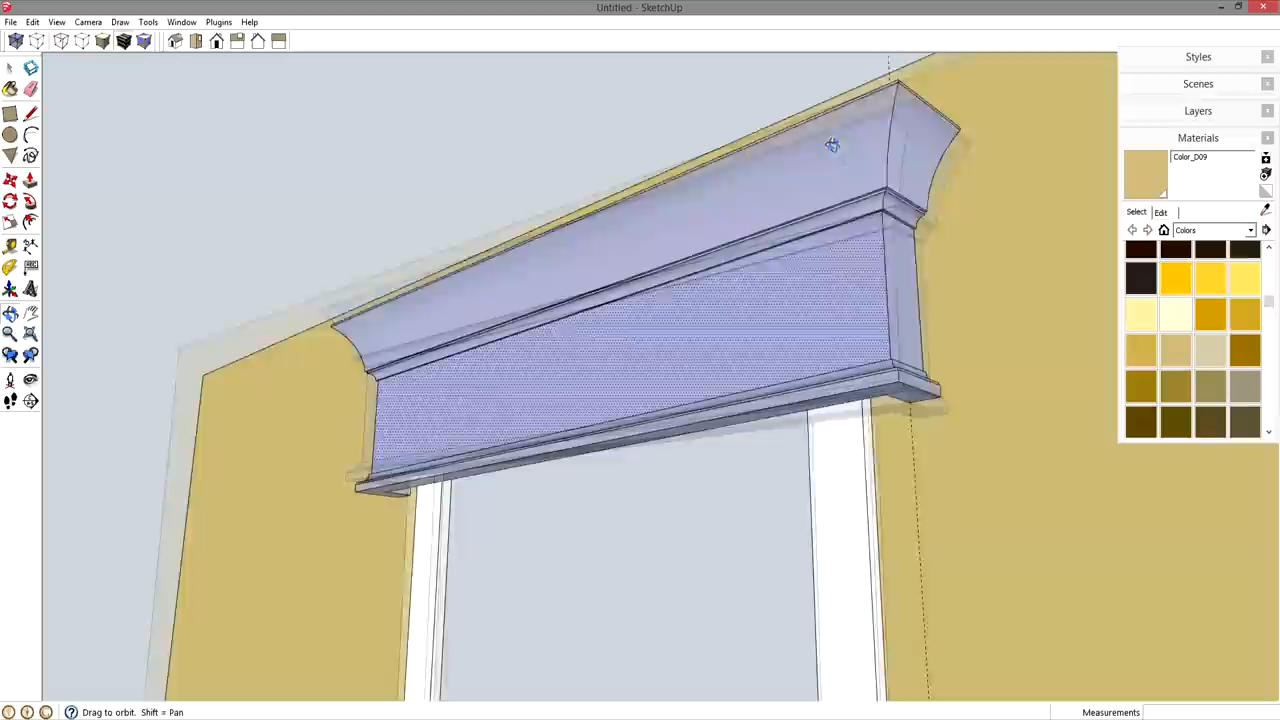 Untitled - SketchUp
File Edit View Camera Draw Tools Window Plugins Help
Styles
Scenes
Layers
Materials
Color_D09
Select Edit
Colors
Drag to orbit. Shift = Pan
Measurements